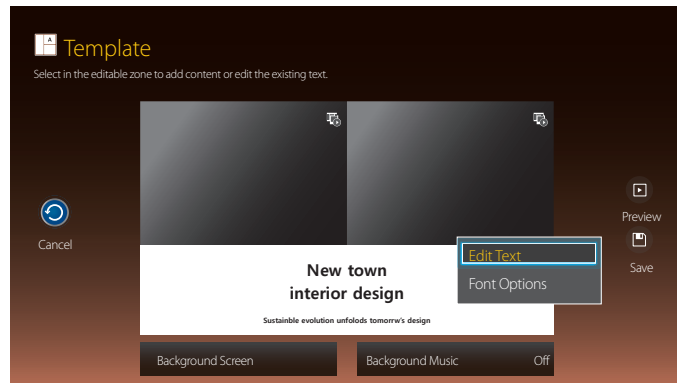 A
Template
Select in the editable zone to add content or edit the existing text.
Cancel
Preview
Save
New town
interior design
Sustainble evolution unfolods tomorrw's design
Edit Text
Font Options
Background Screen
Background Music Off